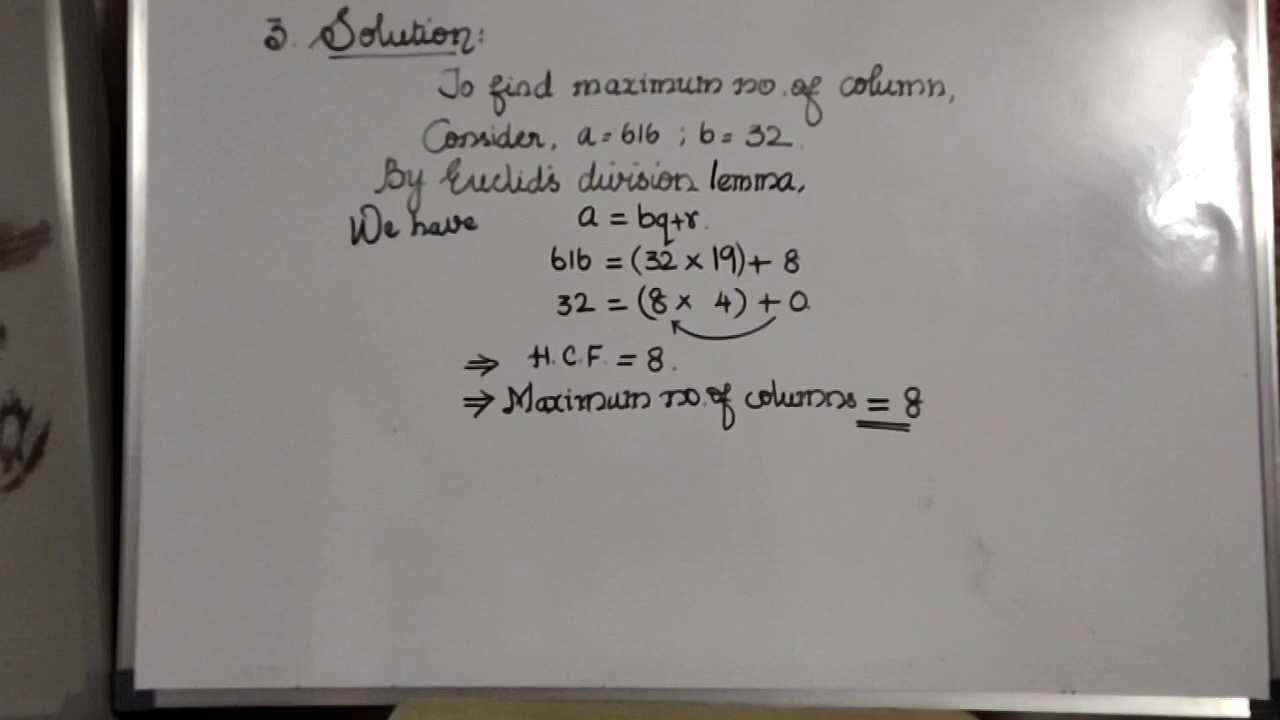 3. Solution:
To find maximum no. of column,
Consider, a = 616 ; b = 32.
By Euclid's division lemma,
We have a = bq+r.
616 = (32 × 19) + 8
32 = (8 × 4) + 0
⇒ H.C.F. = 8.
⇒ Maximum no. of columns = 8